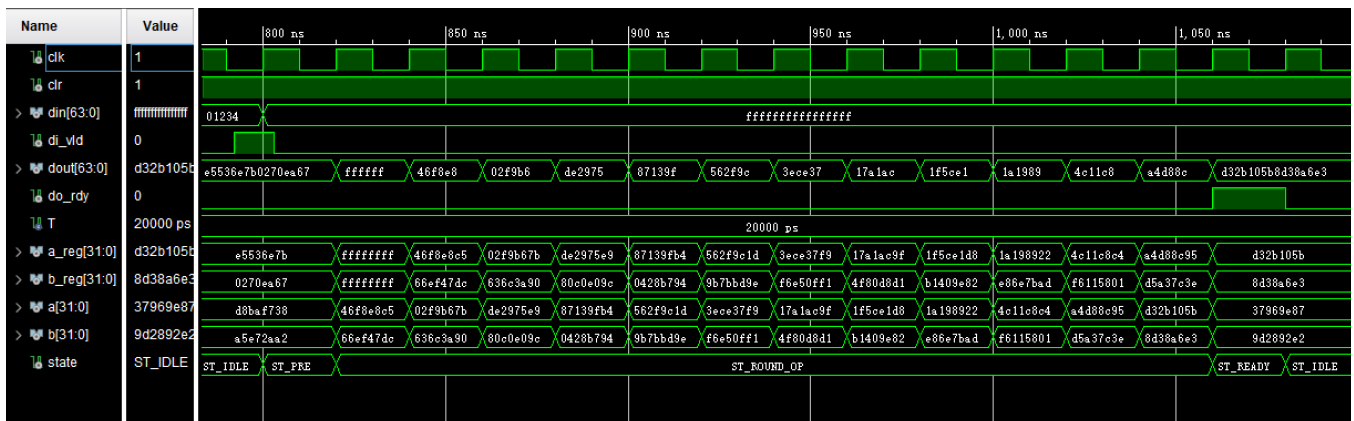 Name Value 800 ns 850 ns 900 ns 950 ns 1,000 ns 1,050 ns
clk 1
clr 1
din[63:0] ffffffffffffffff 01234 ffffffffffffffff
di_vld 0
dout[63:0] d32b105b e5536e7b0270ea67 ffffff 46f8e8 02f9b6 de2975 87139f 562f9c 3ece37 17a1ac 1f5ce1 1a1989 4c11c8 a4d88c d32b105b8d38a6e3
do_rdy 0
T 20000 ps 20000 ps
a_reg[31:0] d32b105b e5536e7b ffffffff 46f8e8c5 02f9b67b de2975e9 87139fb4 562f9c1d 3ece37f9 17a1ac9f 1f5ce1d8 1a198922 4c11c8c4 a4d88c95 d32b105b
b_reg[31:0] 8d38a6e3 0270ea67 ffffffff 66ef47dc 636c3a90 80c0e09c 0428b794 9b7bbd9e f6e50ff1 4f80d8d1 b1409e82 e86e7bad f6115801 d5a37c3e 8d38a6e3
a[31:0] 37969e87 d8baf738 46f8e8c5 02f9b67b de2975e9 87139fb4 562f9c1d 3ece37f9 17a1ac9f 1f5ce1d8 1a198922 4c11c8c4 a4d88c95 d32b105b 37969e87
b[31:0] 9d2892e2 a5e72aa2 66ef47dc 636c3a90 80c0e09c 0428b794 9b7bbd9e f6e50ff1 4f80d8d1 b1409e82 e86e7bad f6115801 d5a37c3e 8d38a6e3 9d2892e2
state ST_IDLE ST_IDLE ST_PRE ST_ROUND_OP ST_READY ST_IDLE